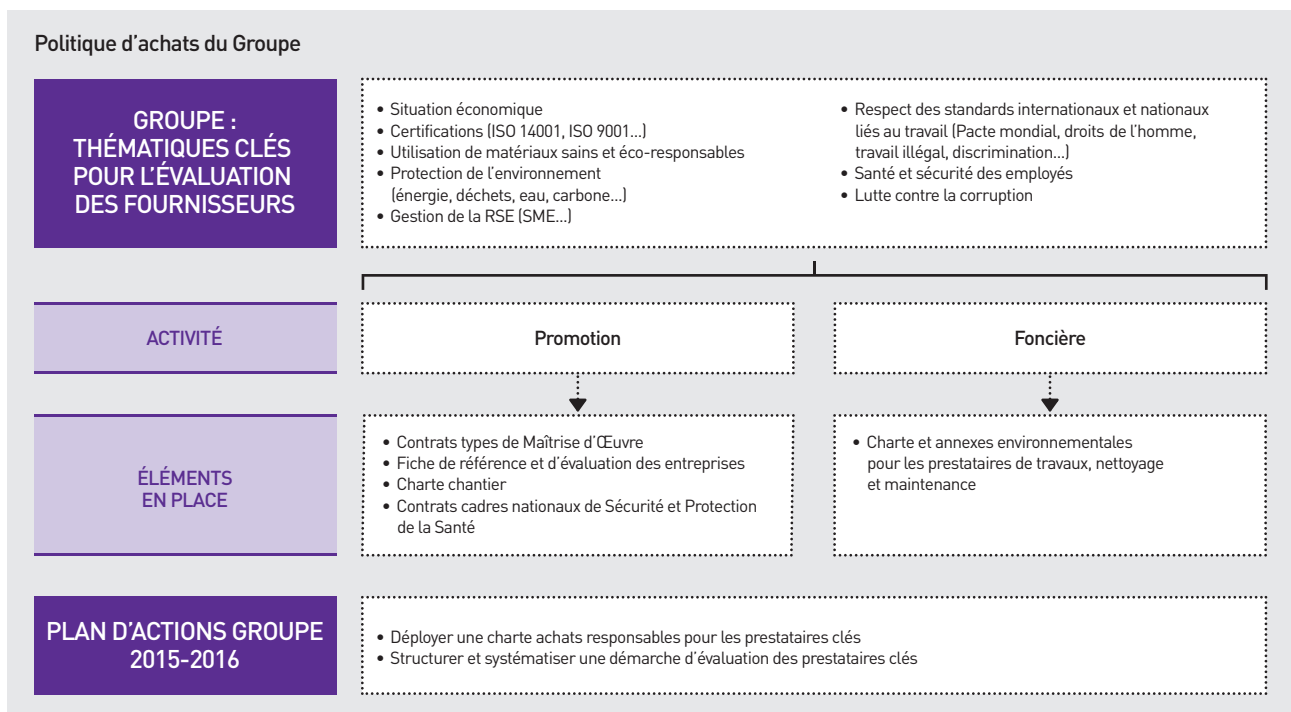 Politique d'achats du Groupe
GROUPE :
THÉMATIQUES CLÉS
POUR L'ÉVALUATION
DES FOURNISSEURS
• Situation économique
• Certifications (ISO 14001, ISO 9001...)
• Utilisation de matériaux sains et éco-responsables
• Protection de l'environnement
(énergie, déchets, eau, carbone...)
• Gestion de la RSE (SME...)
• Respect des standards internationaux et nationaux
liés au travail (Pacte mondial, droits de l'homme,
travail illégal, discrimination...)
• Santé et sécurité des employés
• Lutte contre la corruption
ACTIVITÉ
Promotion
Foncière
ÉLÉMENTS
EN PLACE
• Contrats types de Maîtrise d'Œuvre
• Fiche de référence et d'évaluation des entreprises
• Charte chantier
• Contrats cadres nationaux de Sécurité et Protection
de la Santé
• Charte et annexes environnementales
pour les prestataires de travaux, nettoyage
et maintenance
PLAN D'ACTIONS GROUPE
2015-2016
• Déployer une charte achats responsables pour les prestataires clés
• Structurer et systématiser une démarche d'évaluation des prestataires clés